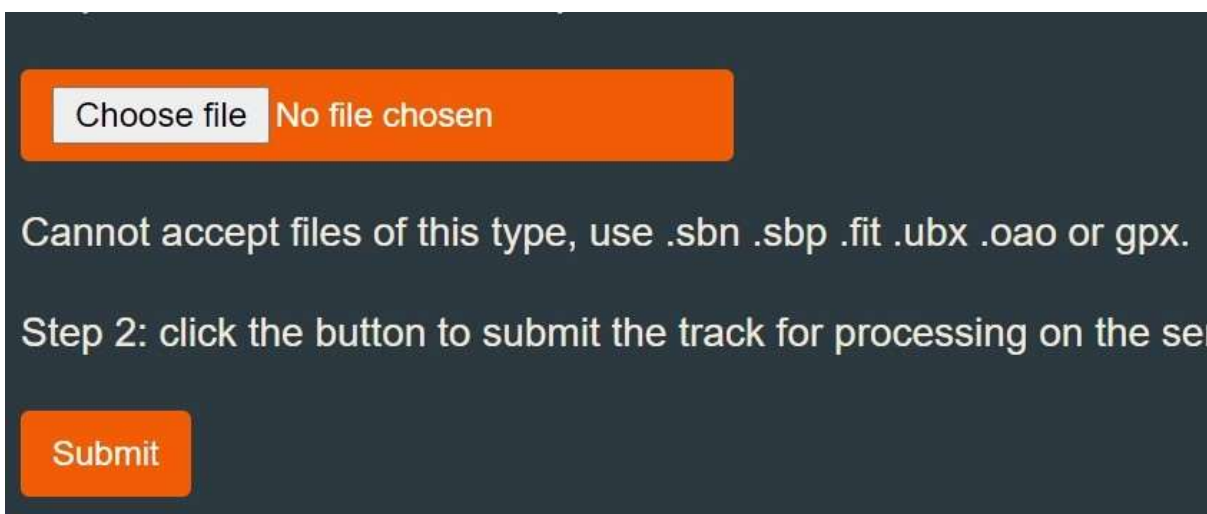 Choose file No file chosen
Cannot accept files of this type, use .sbn .sbp .fit .ubx .oao or gpx.
Step 2: click the button to submit the track for processing on the
Submit